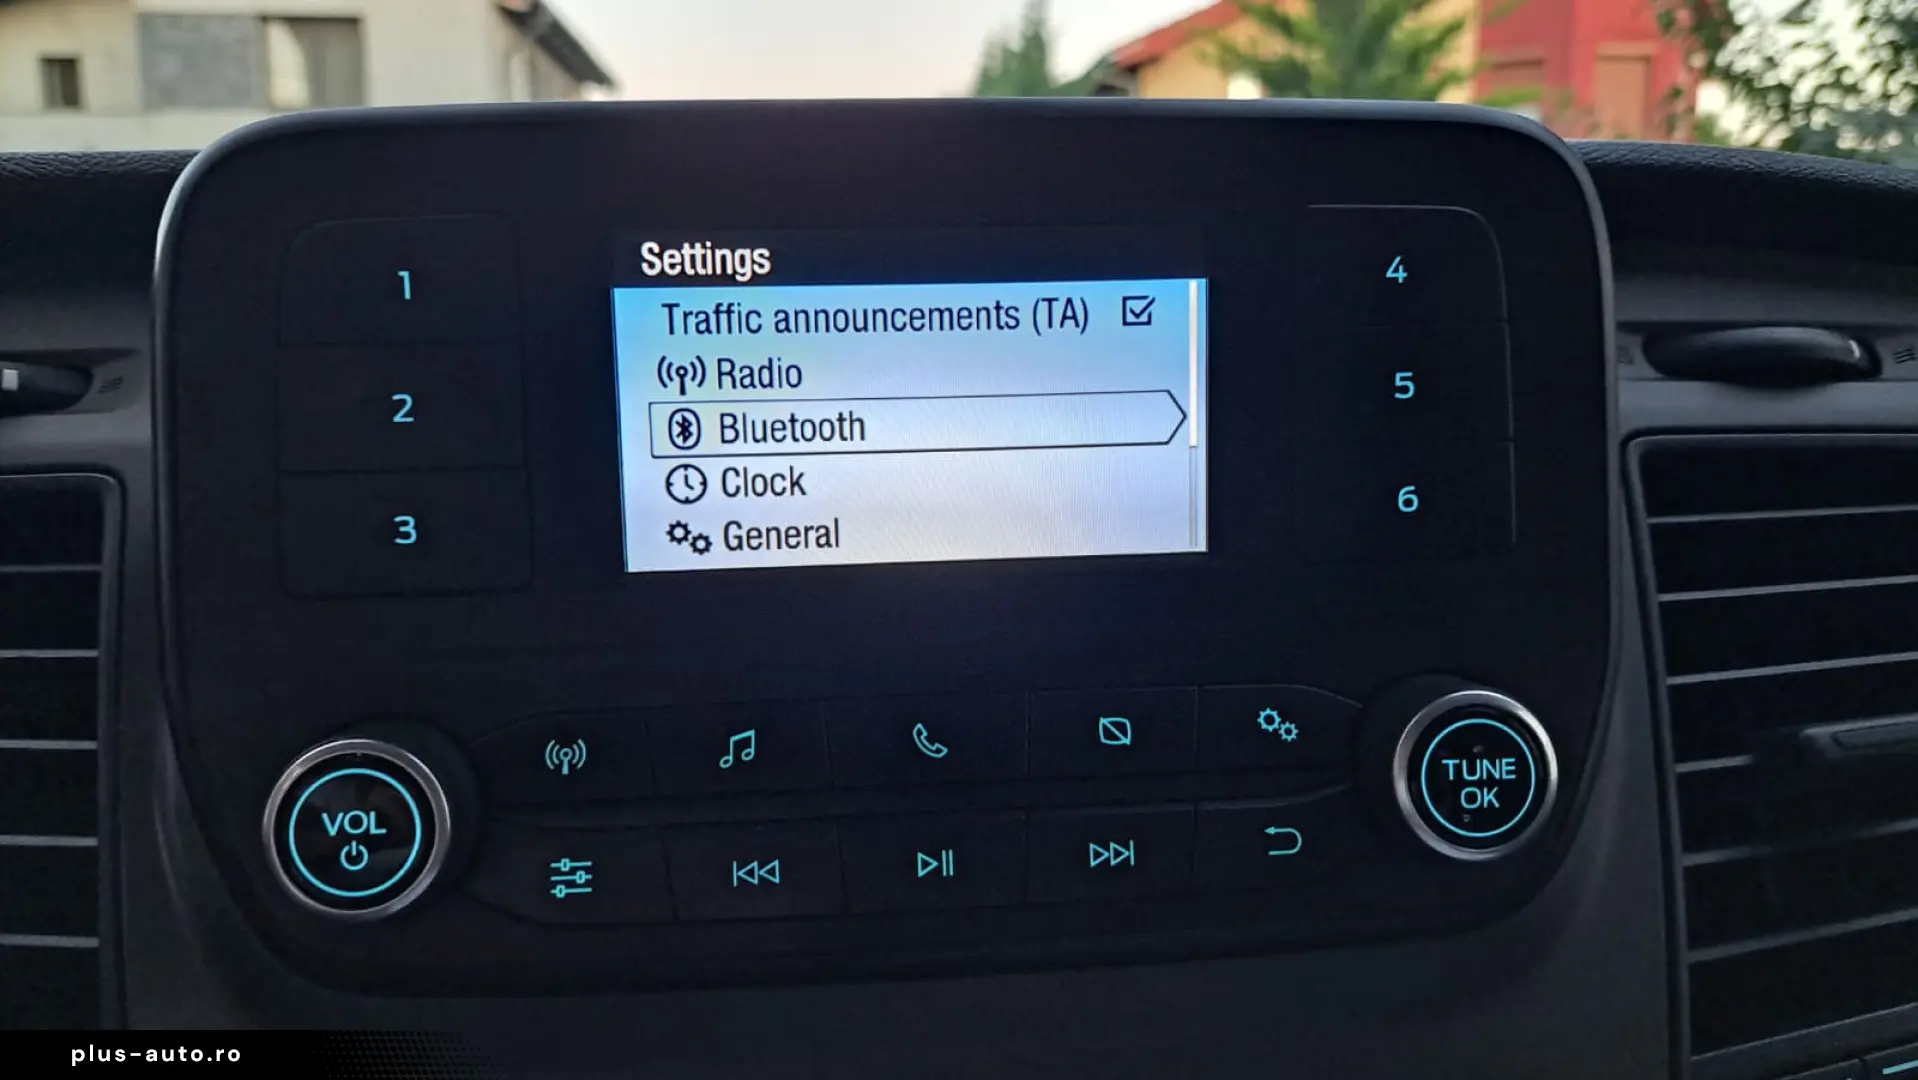 Settings
Traffic announcements (TA)
Radio
Bluetooth
Clock
General
1
2
3
4
5
6
VOL
TUNE
OK
plus-auto.ro